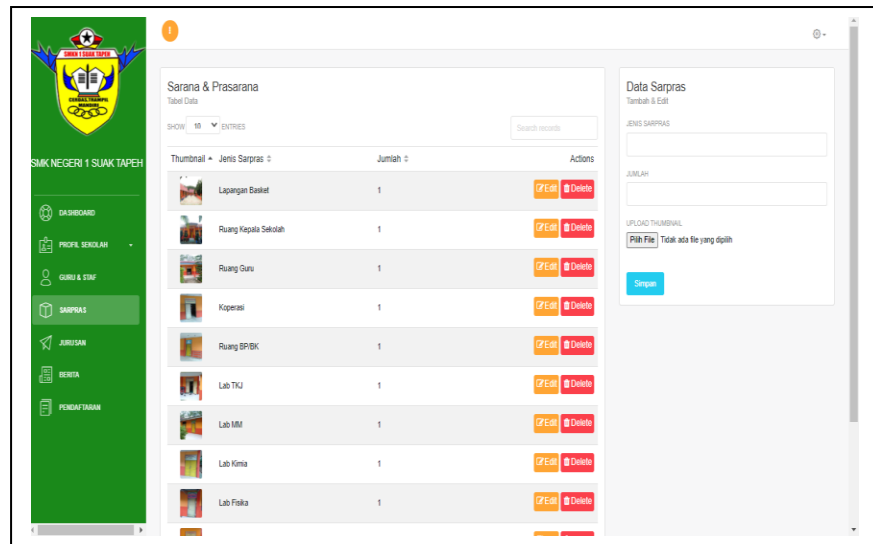 SMKN 1 SUAK TAPEH
CERDAS, TRAMPIL
MANDIRI
SMK NEGERI 1 SUAK TAPEH
DASHBOARD
PROFIL SEKOLAH
GURU & STAF
SARPRAS
JURUSAN
BERITA
PENDAFTARAN
Sarana & Prasarana
Tabel Data
SHOW 10 ENTRIES
Search records
Thumbnail Jenis Sarpras Jumlah Actions
Lapangan Basket 1 Edit Delete
Ruang Kepala Sekolah 1 Edit Delete
Ruang Guru 1 Edit Delete
Koperasi 1 Edit Delete
Ruang BP/BK 1 Edit Delete
Lab TKJ 1 Edit Delete
Lab MM 1 Edit Delete
Lab Kimia 1 Edit Delete
Lab Fisika 1 Edit Delete
Data Sarpras
Tambah & Edit
JENIS SARPRAS
JUMLAH
UPLOAD THUMBNAIL
Pilih File Tidak ada file yang dipilih
Simpan